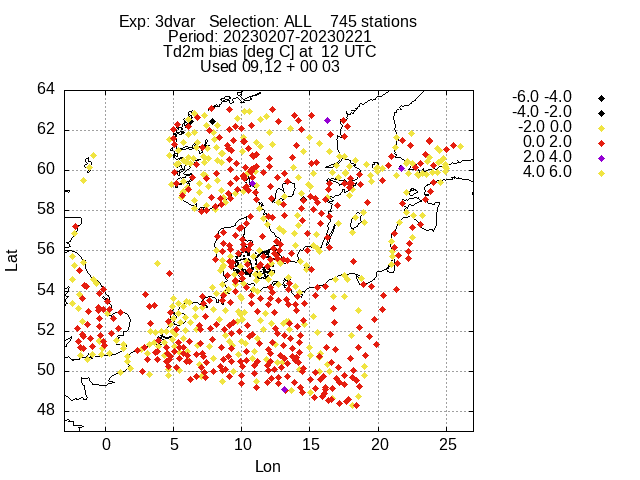 Exp: 3dvar   Selection: ALL    745 stations
Period: 20230207-20230221
Td2m bias [deg C] at  12 UTC
Used 09,12 + 00 03
-6.0 -4.0
-4.0 -2.0
-2.0 0.0
0.0 2.0
2.0 4.0
4.0 6.0
64
62
60
58
56
54
52
50
48
Lat
0 5 10 15 20 25
Lon